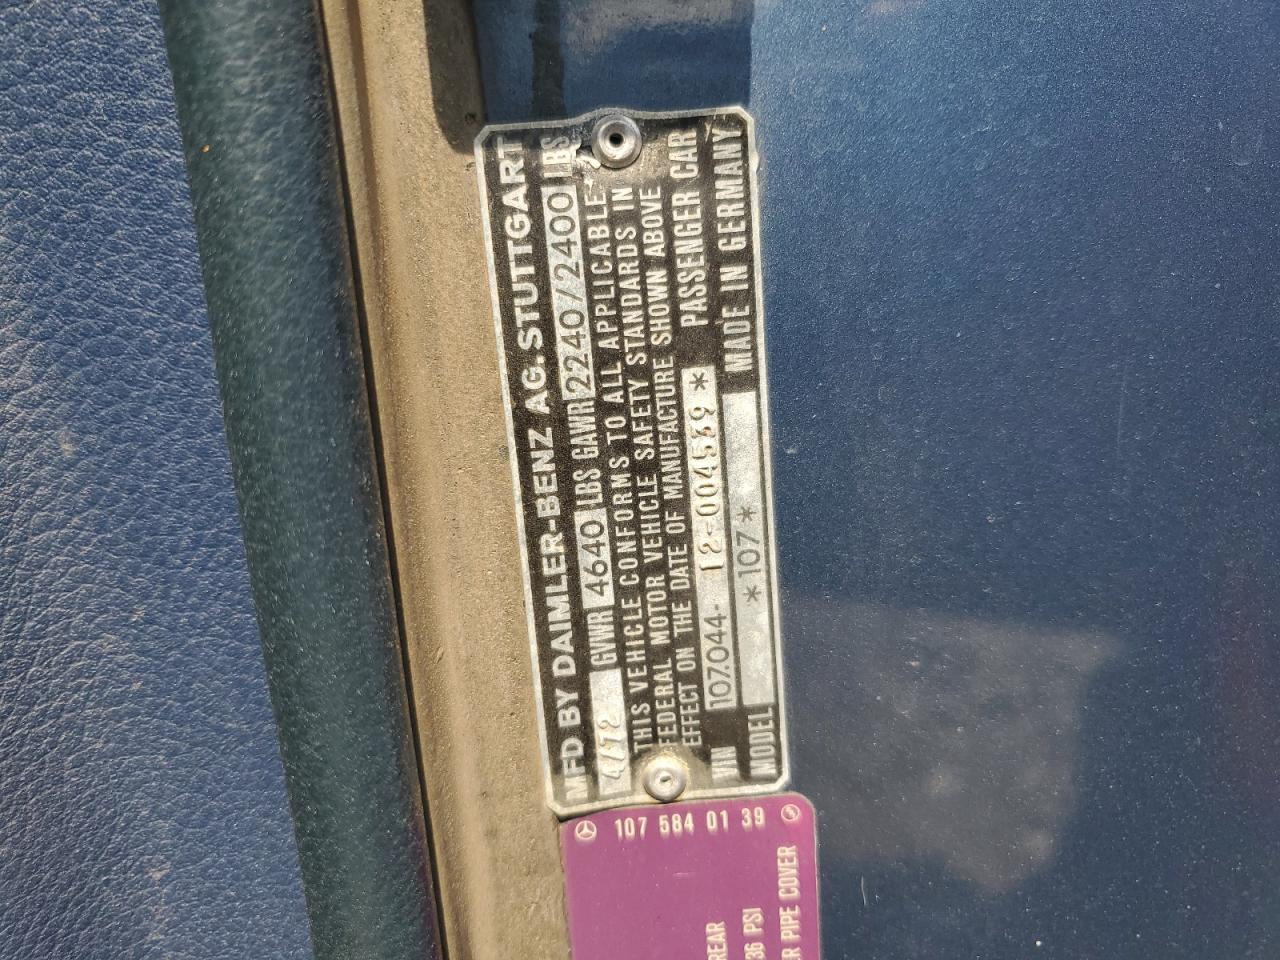 MFD BY DAIMLER-BENZ AG. STUTTGART
4/72 GVWR 4640 LBS GAWR 2240/2400 LBS
THIS VEHICLE CONFORMS TO ALL APPLICABLE
FEDERAL MOTOR VEHICLE SAFETY STANDARDS IN
EFFECT ON THE DATE OF MANUFACTURE SHOWN ABOVE
VIN 107.044- 12-004539 * PASSENGER CAR
MODEL *107* MADE IN GERMANY
107 584 01 39
REAR
36 PSI
PIPE COVER